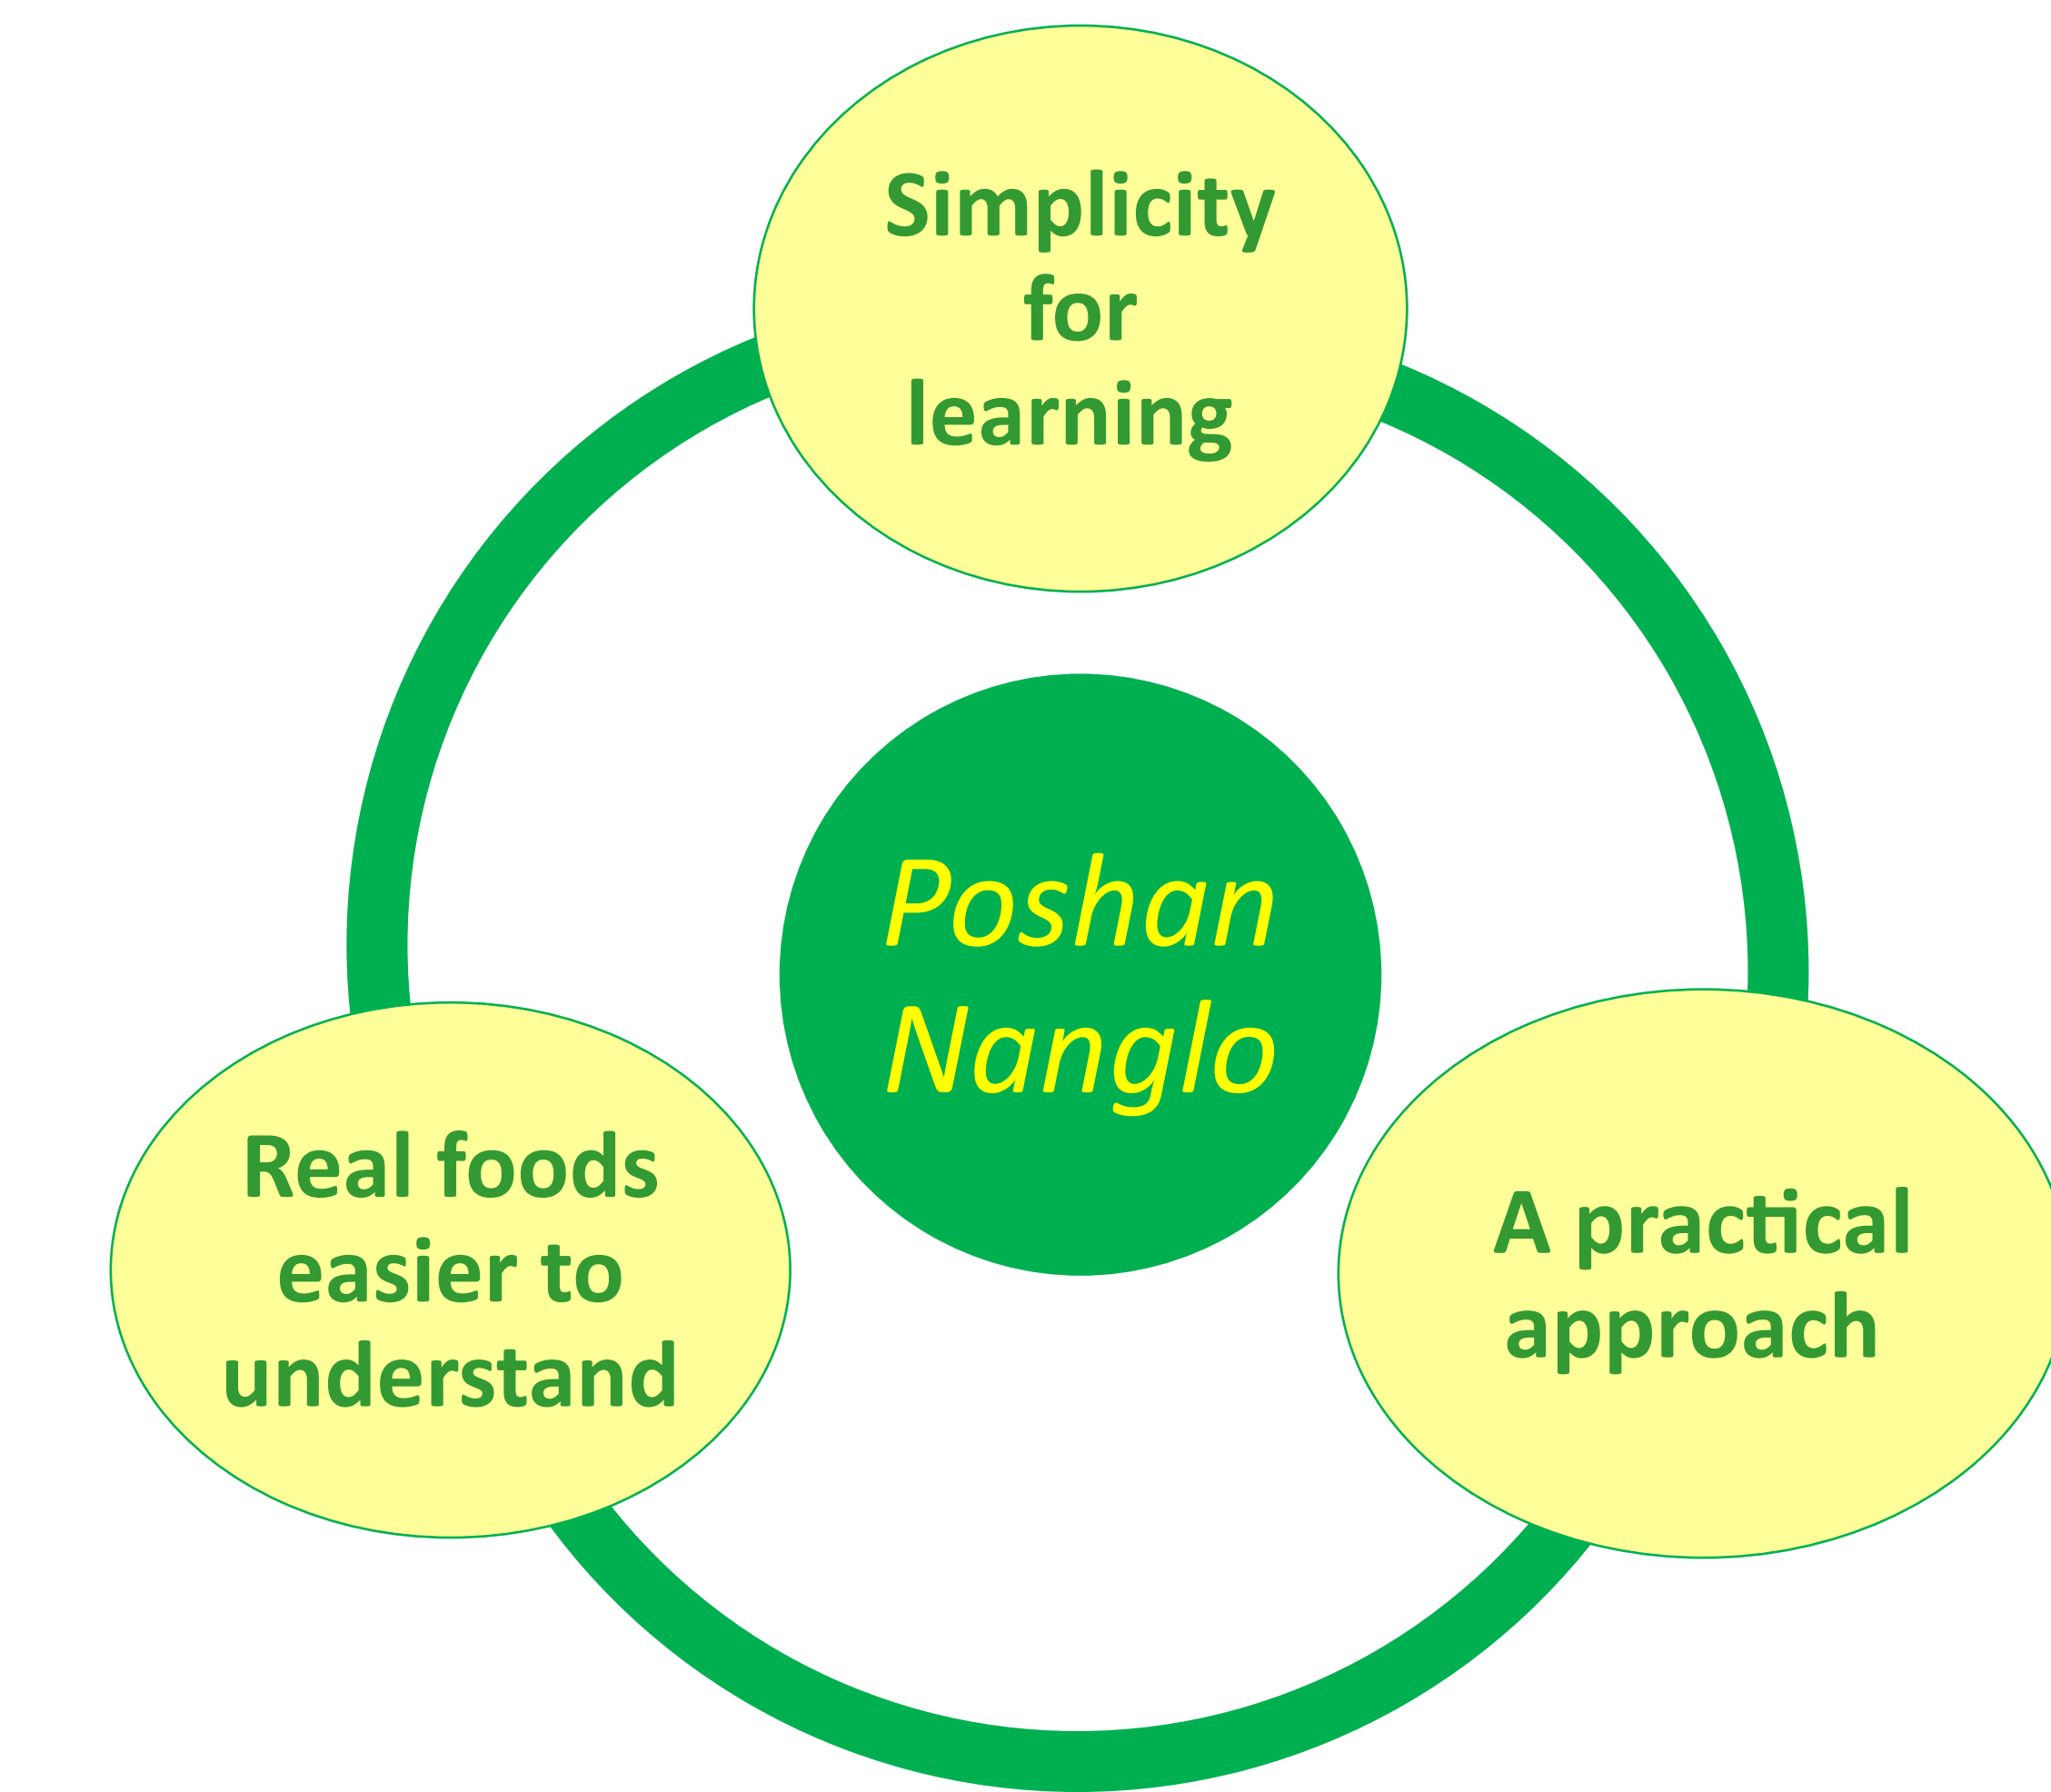 Simplicity
for
learning
Poshan
Nanglo
Real foods
easier to
understand
A practical
approach